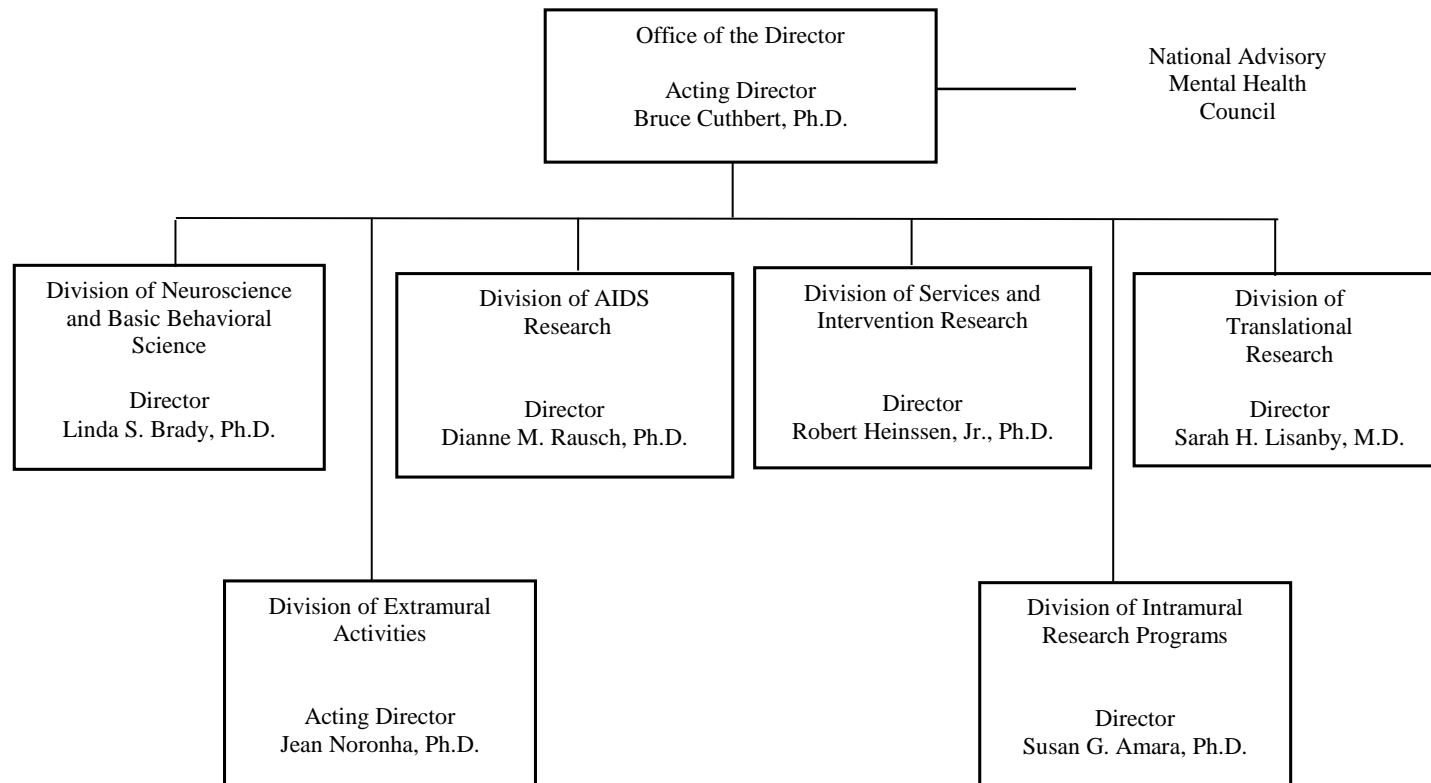 Office of the Director
Acting Director
Bruce Cuthbert, Ph.D.
National Advisory
Mental Health
Council
Division of Neuroscience
and Basic Behavioral
Science
Director
Linda S. Brady, Ph.D.
Division of AIDS
Research
Director
Dianne M. Rausch, Ph.D.
Division of Services and
Intervention Research
Director
Robert Heinssen, Jr., Ph.D.
Division of
Translational
Research
Director
Sarah H. Lisanby, M.D.
Division of Extramural
Activities
Acting Director
Jean Noronha, Ph.D.
Division of Intramural
Research Programs
Director
Susan G. Amara, Ph.D.